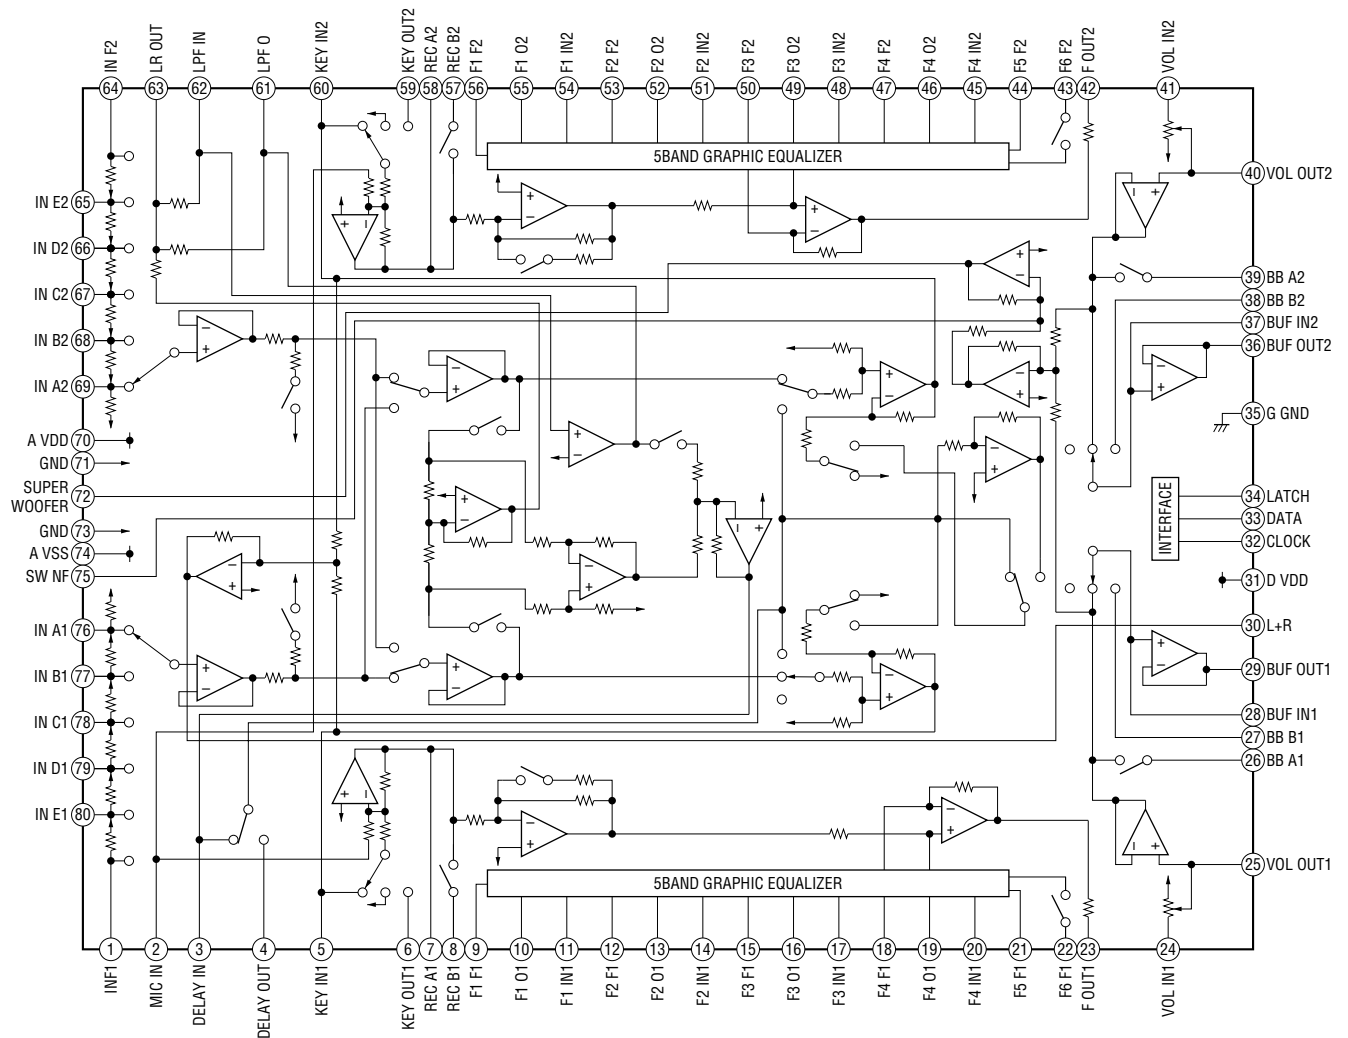 IN F2
LR OUT
LPF IN
LPF O
KEY IN2
KEY OUT2
REC A2
REC B2
F1 F2
F1 O2
F1 IN2
F2 F2
F2 O2
F2 IN2
F3 F2
F3 O2
F3 IN2
F4 F2
F4 O2
F4 IN2
F5 F2
F6 F2
F OUT2
VOL IN2
64
63
62
61
60
59
58
57
56
55
54
53
52
51
50
49
48
47
46
45
44
43
42
41
5BAND GRAPHIC EQUALIZER
IN E2 65
IN D2 66
IN C2 67
IN B2 68
IN A2 69
A VDD 70
GND 71
SUPER
WOOFER 72
GND 73
A VSS 74
SW NF 75
IN A1 76
IN B1 77
IN C1 78
IN D1 79
IN E1 80
40 VOL OUT2
39 BB A2
38 BB B2
37 BUF IN2
36 BUF OUT2
35 G GND
34 LATCH
33 DATA
32 CLOCK
INTERFACE
31 D VDD
30 L+R
29 BUF OUT1
28 BUF IN1
27 BB B1
26 BB A1
25 VOL OUT1
5BAND GRAPHIC EQUALIZER
1
2
3
4
5
6
7
8
9
10
11
12
13
14
15
16
17
18
19
20
21
22
23
24
INF1
MIC IN
DELAY IN
DELAY OUT
KEY IN1
KEY OUT1
REC A1
REC B1
F1 F1
F1 O1
F1 IN1
F2 F1
F2 O1
F2 IN1
F3 F1
F3 O1
F3 IN1
F4 F1
F4 O1
F4 IN1
F5 F1
F6 F1
F OUT1
VOL IN1